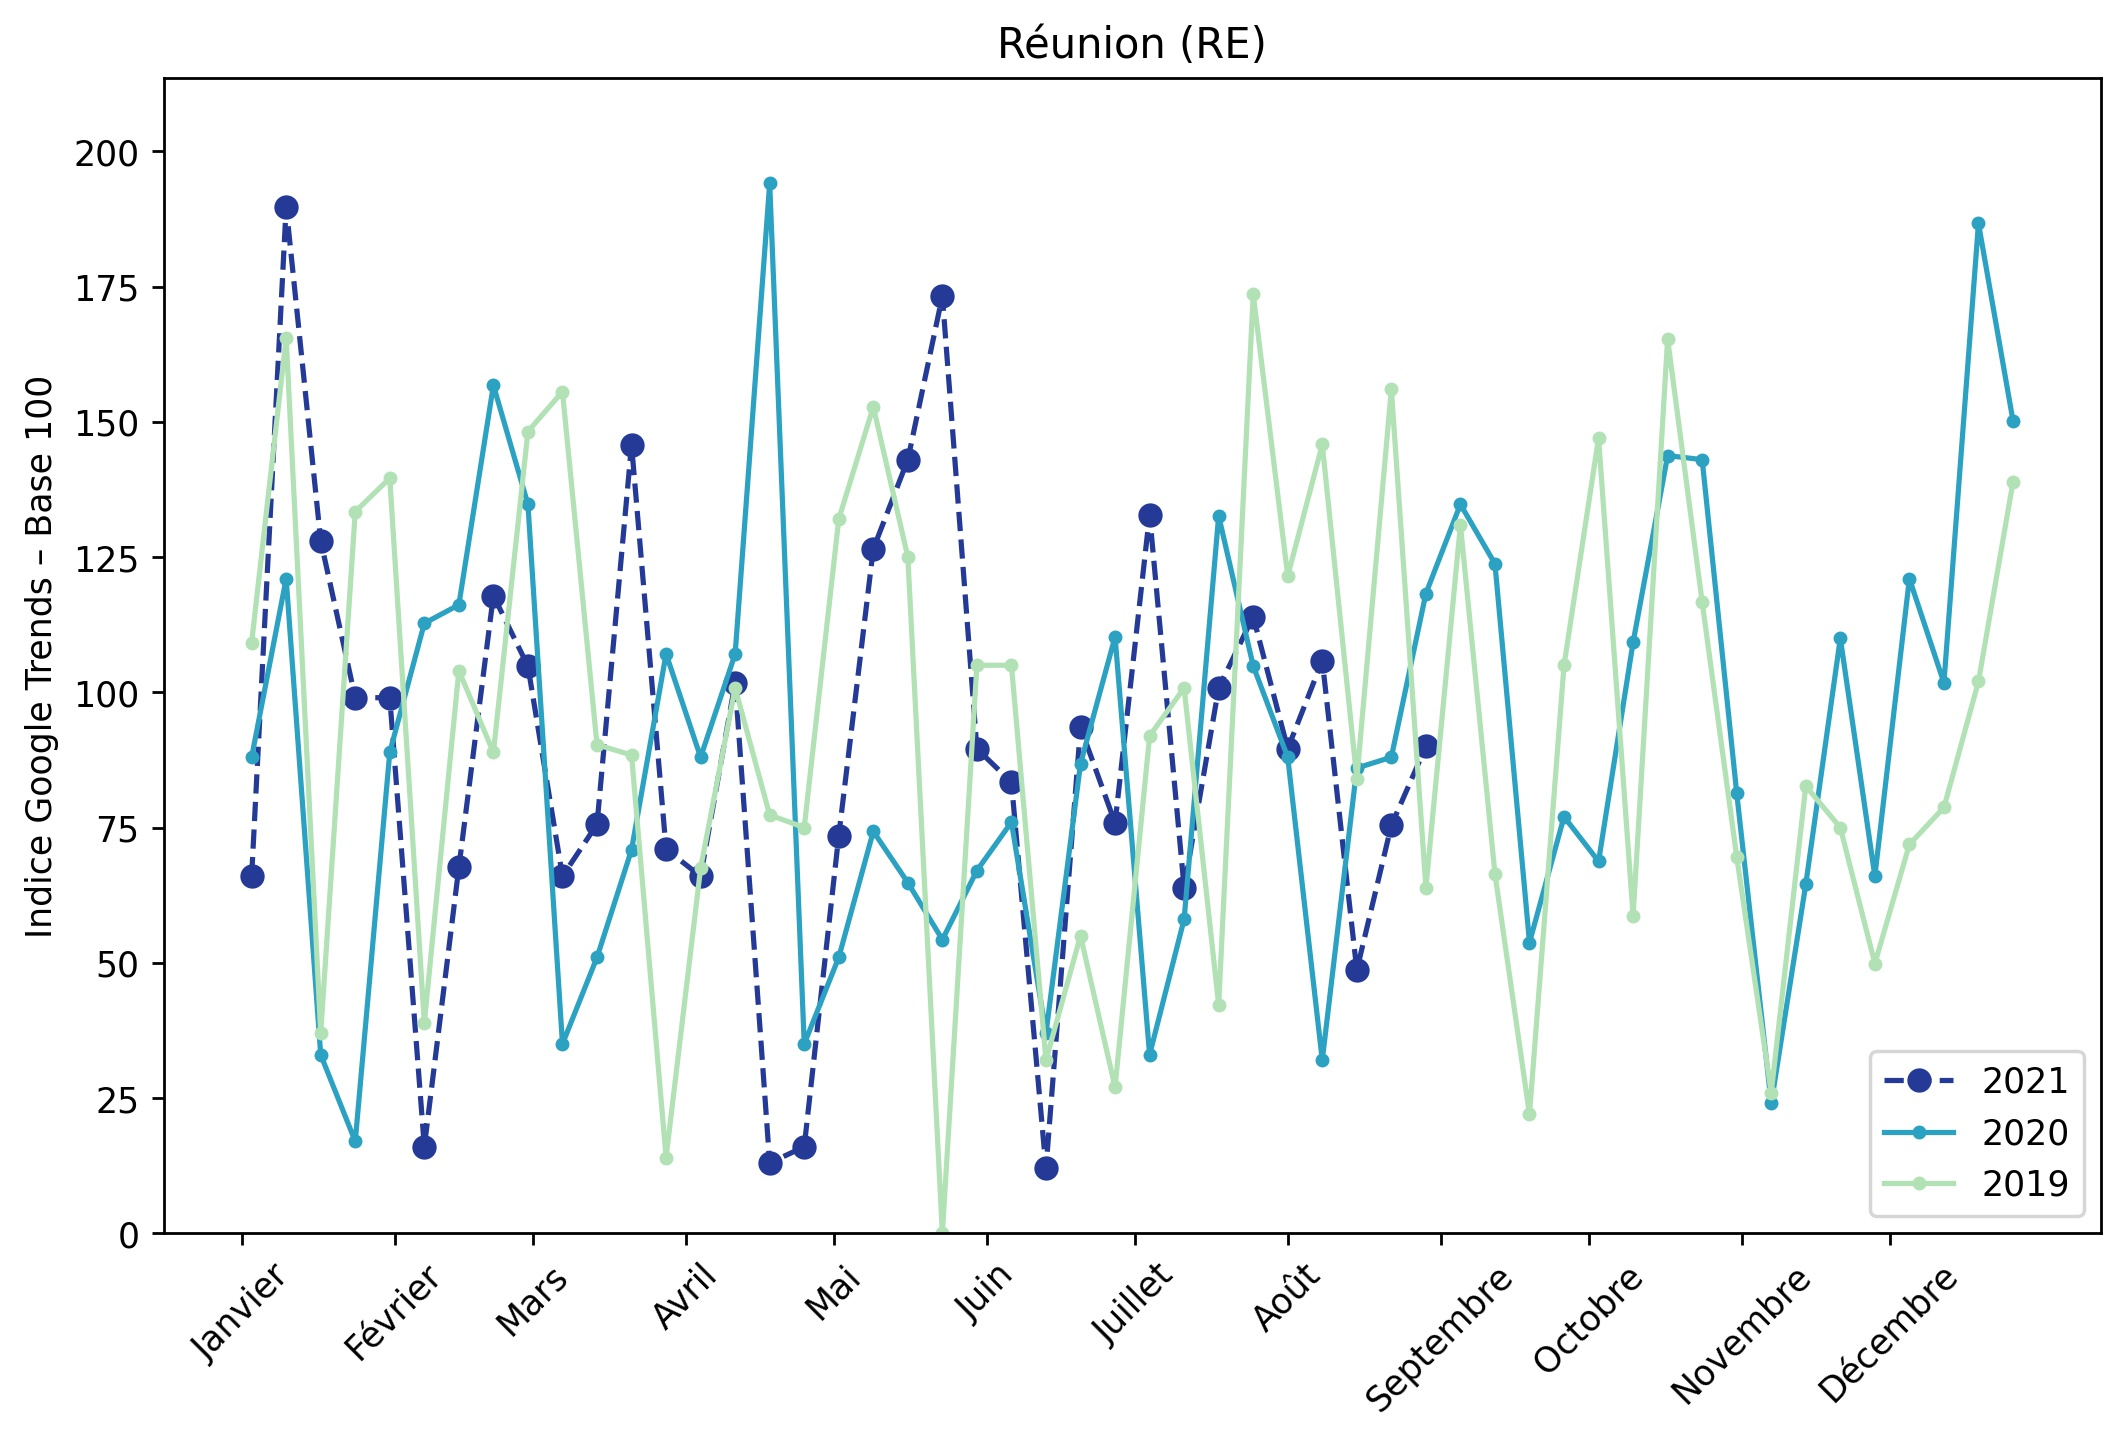 Réunion (RE)
Indice Google Trends – Base 100
200
175
150
125
100
75
50
25
0
2021
2020
2019
Janvier
Février
Mars
Avril
Mai
Juin
Juillet
Août
Septembre
Octobre
Novembre
Décembre